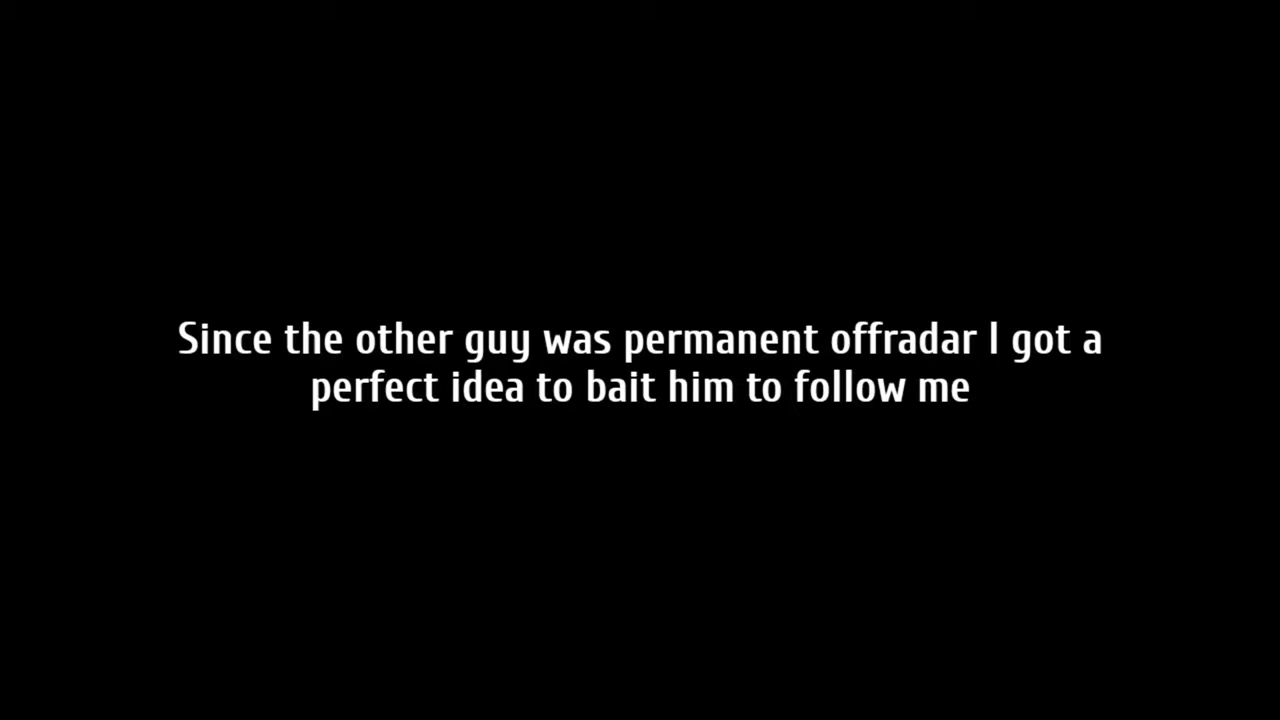 Since the other guy was permanent offradar I got a
perfect idea to bait him to follow me